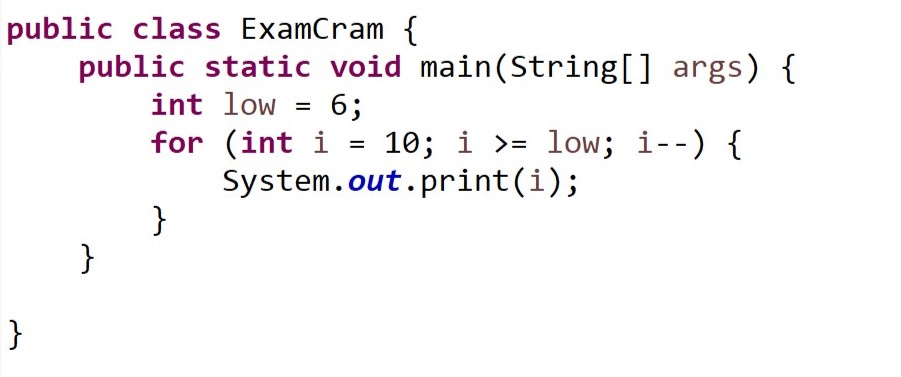 public class ExamCram {
    public static void main(String[] args) {
        int low = 6;
        for (int i = 10; i >= low; i--) {
            System.out.print(i);
        }
    }
}